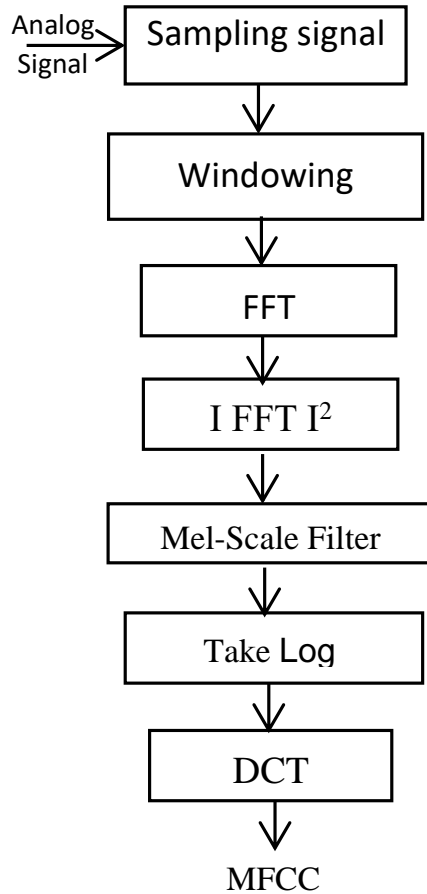 Analog
Signal
Sampling signal
Windowing
FFT
I FFT I²
Mel-Scale Filter
Take Log
DCT
MFCC